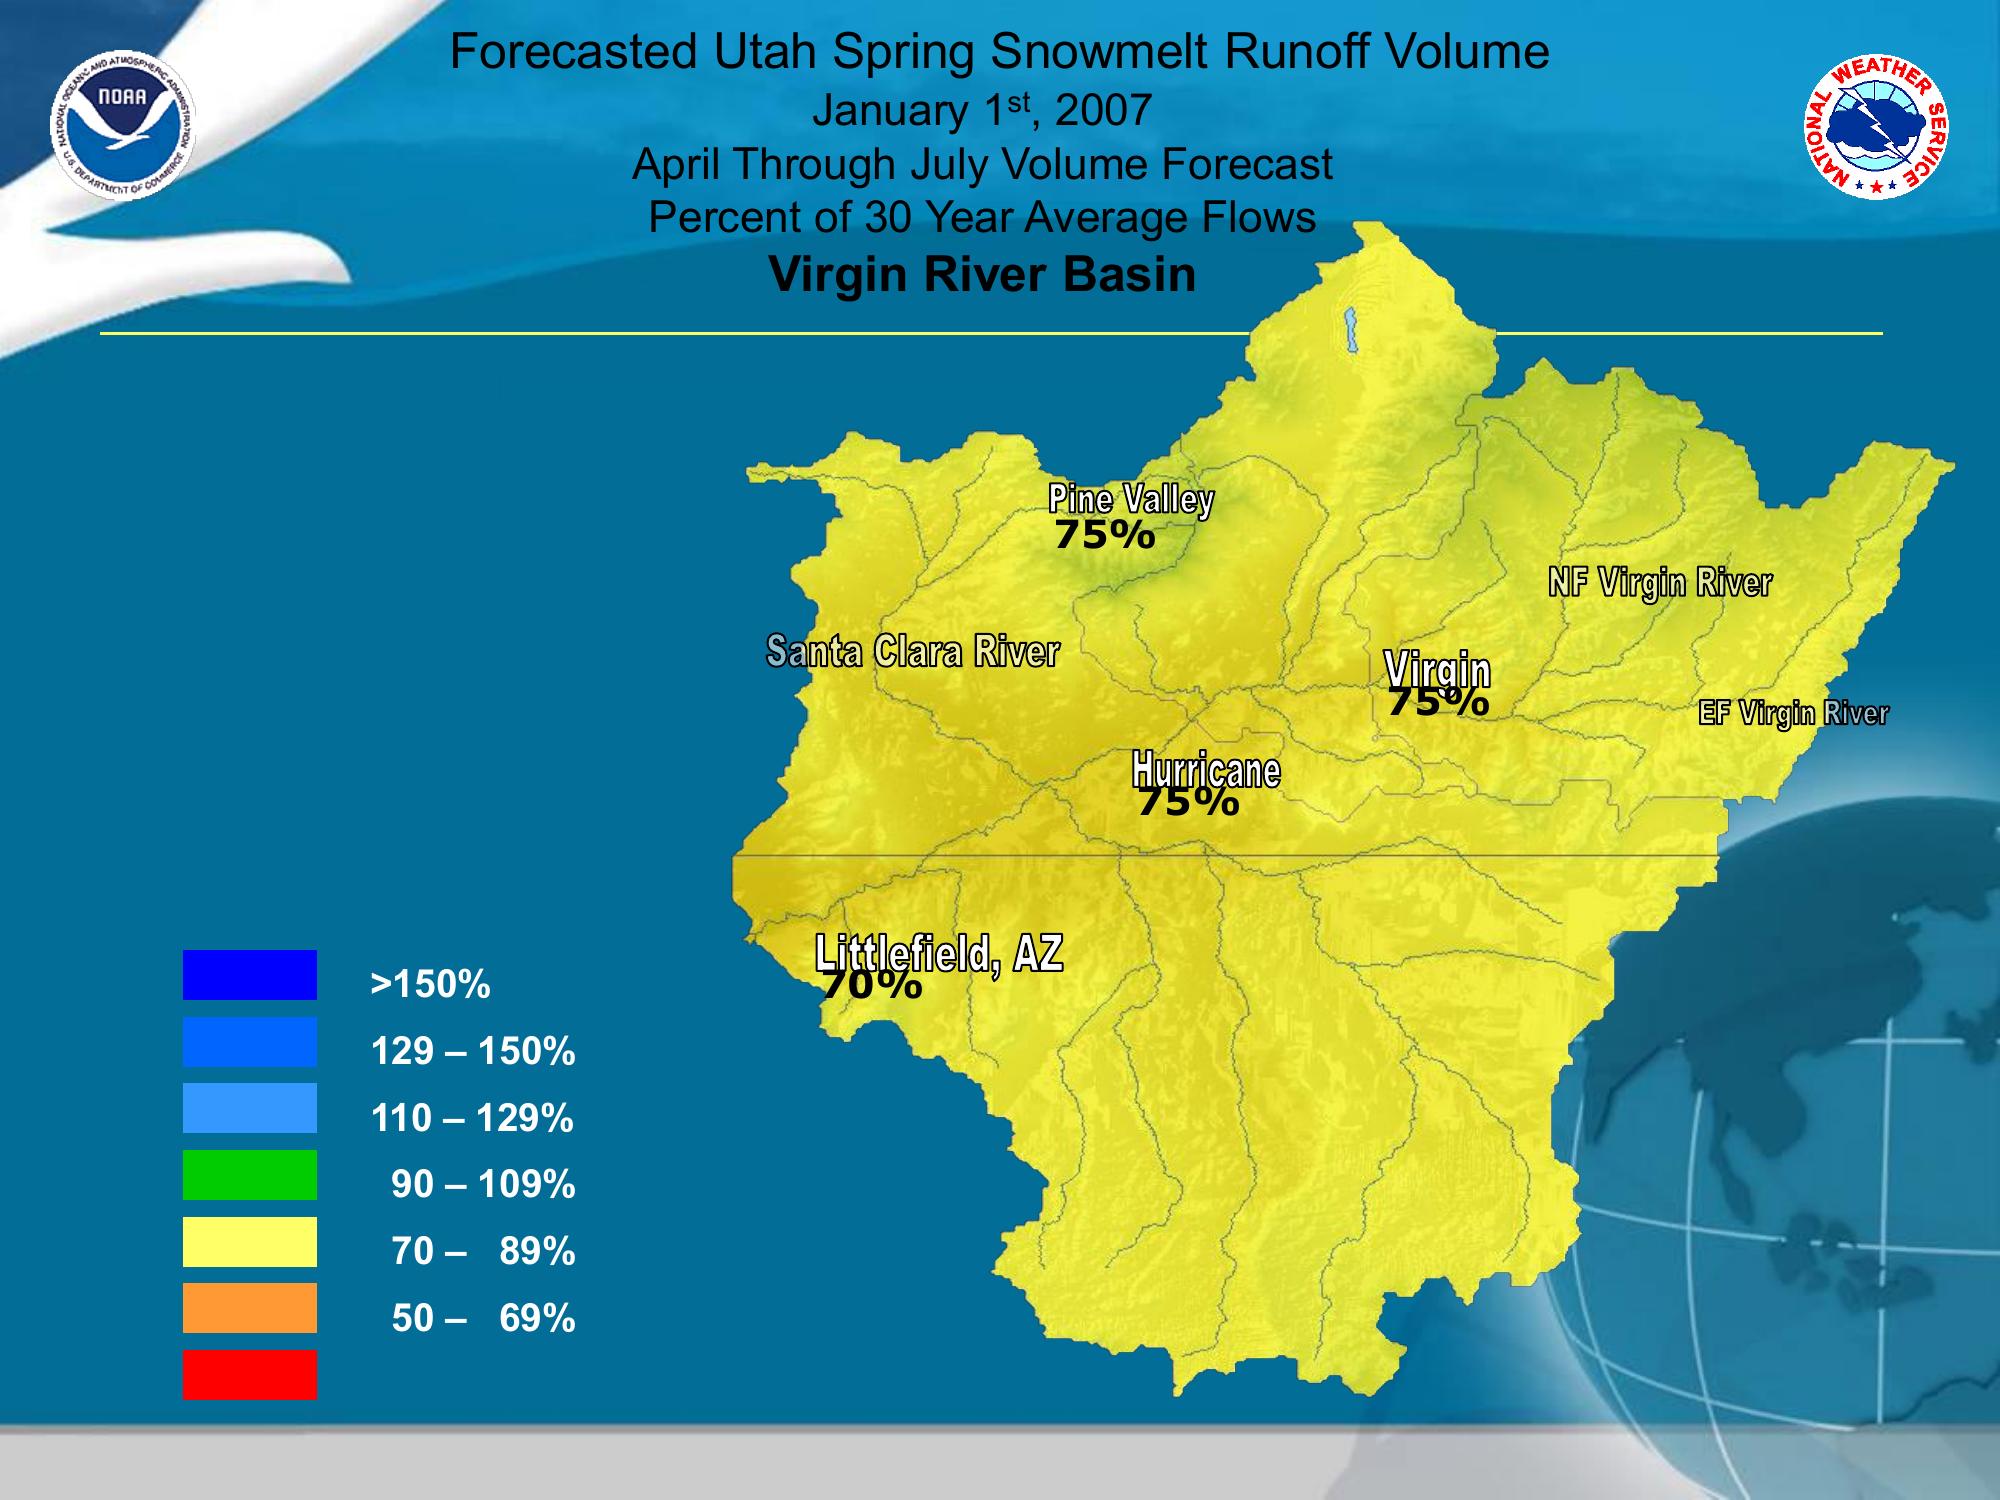 Forecasted Utah Spring Snowmelt Runoff Volume
January 1st, 2007
April Through July Volume Forecast
Percent of 30 Year Average Flows
Virgin River Basin
NATIONAL OCEANIC AND ATMOSPHERIC ADMINISTRATION
NOAA
U.S. DEPARTMENT OF COMMERCE
NATIONAL WEATHER SERVICE
Pine Valley
75%
NF Virgin River
Santa Clara River
Virgin
75%
EF Virgin River
Hurricane
75%
Littlefield, AZ
70%
>150%
129 – 150%
110 – 129%
90 – 109%
70 – 89%
50 – 69%